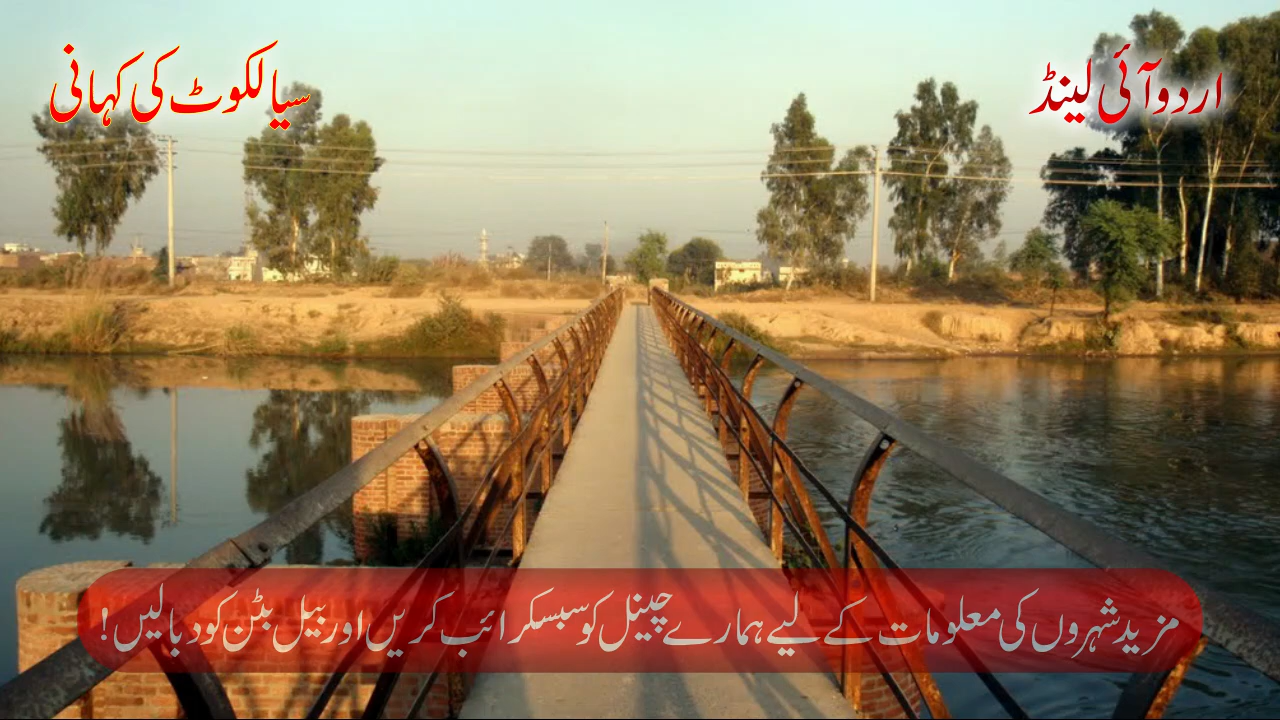 اردو آئی لینڈ
سیالکوٹ کی کہانی
مزید شہروں کی معلومات کے لیے ہمارے چینل کو سبسکرائب کریں اور بیل بٹن کو دبا لیں!